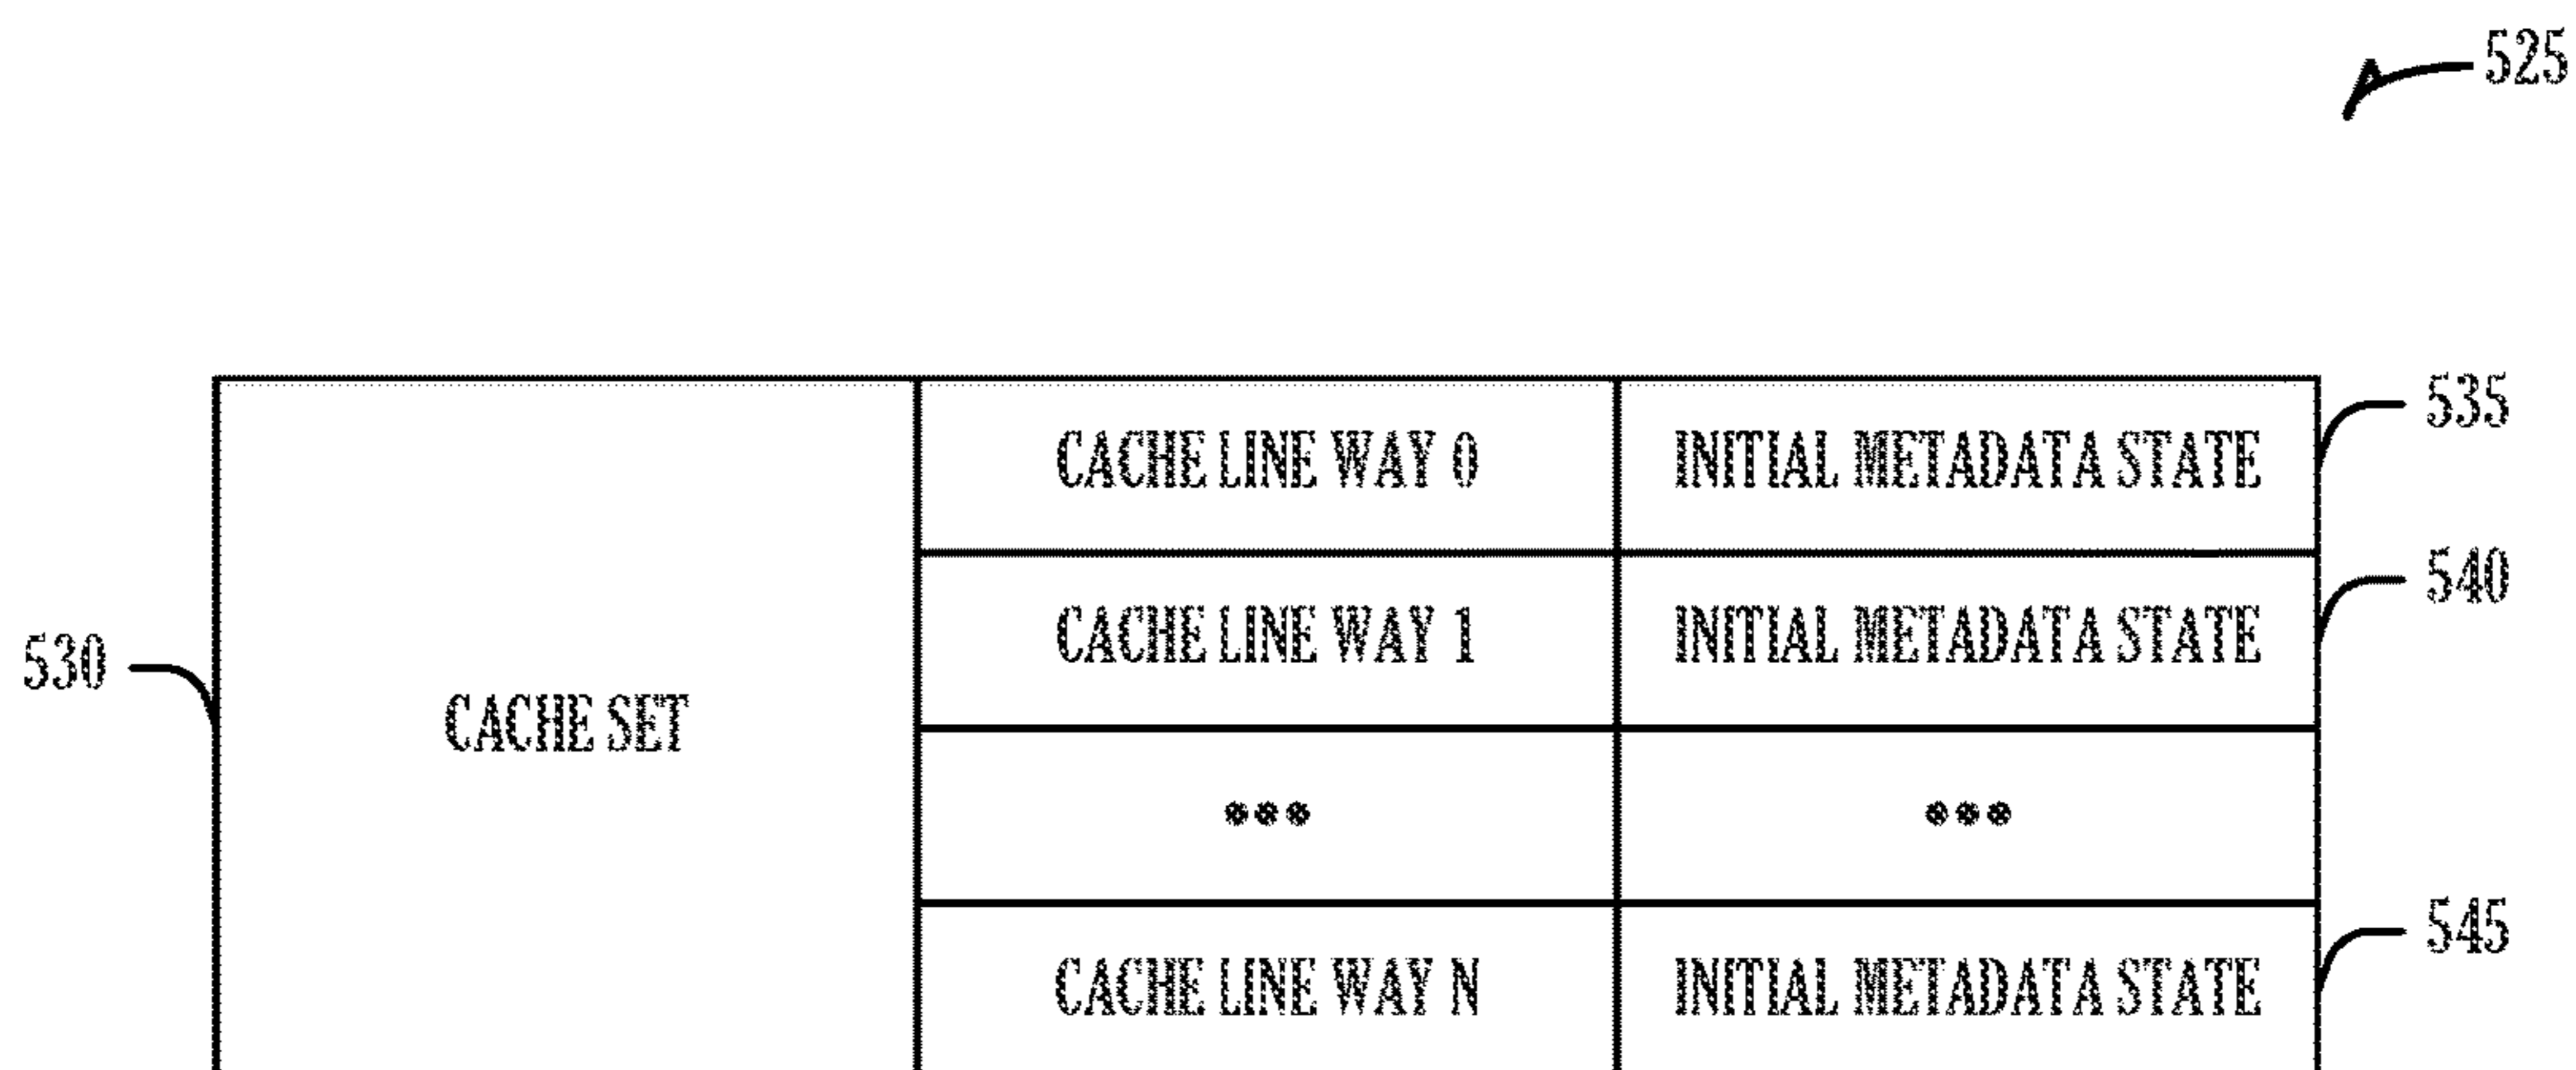 525
CACHE LINE WAY 0 INITIAL METADATA STATE 535
CACHE LINE WAY 1 INITIAL METADATA STATE 540
530 CACHE SET
••• •••
CACHE LINE WAY N INITIAL METADATA STATE 545